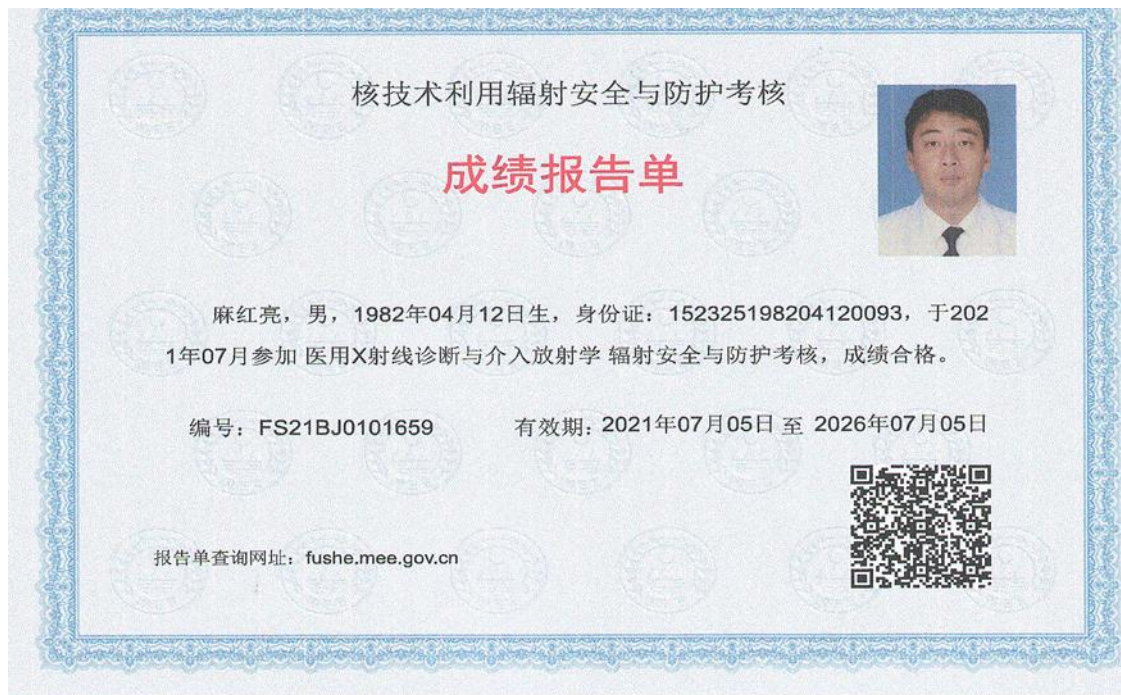 核技术利用辐射安全与防护考核
成绩报告单
麻红亮，男，1982年04月12日生，身份证：152325198204120093，于202
1年07月参加 医用X射线诊断与介入放射学 辐射安全与防护考核，成绩合格。
编号：FS21BJ0101659 有效期：2021年07月05日 至 2026年07月05日
报告单查询网址：fushe.mee.gov.cn